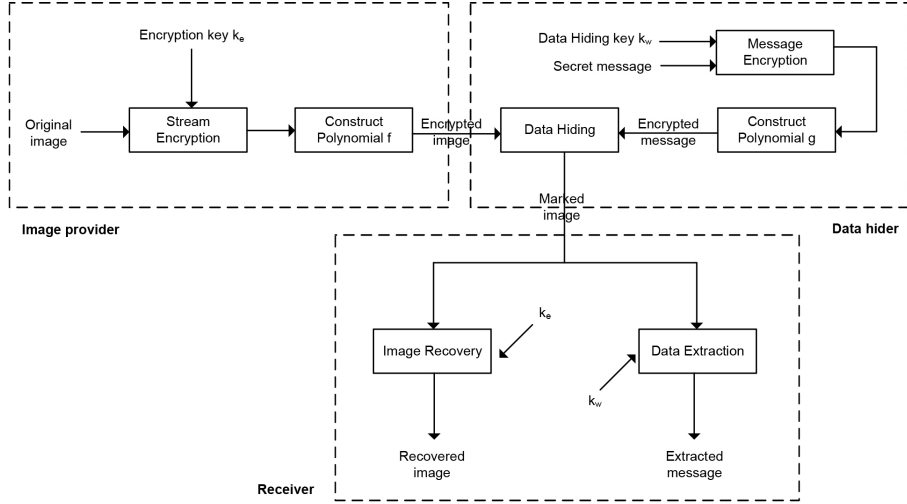 Encryption key ke
Original
image
Stream
Encryption
Construct
Polynomial f
Encrypted
image
Image provider
Data Hiding key kw
Secret message
Message
Encryption
Data Hiding
Encrypted
message
Construct
Polynomial g
Marked
image
Data hider
Image Recovery
ke
Data Extraction
kw
Recovered
image
Extracted
message
Receiver